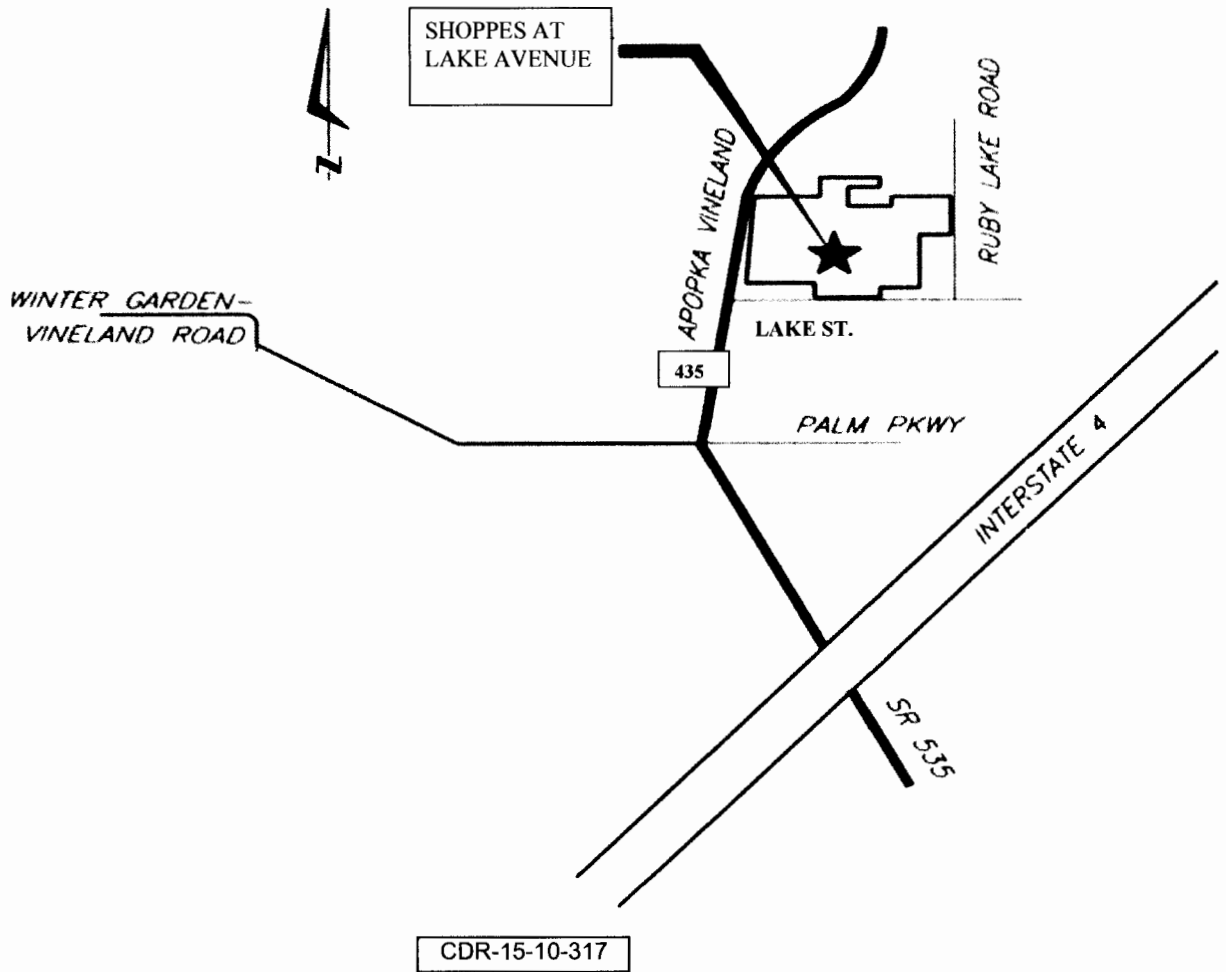 SHOPPES AT
LAKE AVENUE
N
APOPKA VINELAND
RUBY LAKE ROAD
WINTER GARDEN-
VINELAND ROAD
LAKE ST.
435
PALM PKWY
INTERSTATE 4
SR 535
CDR-15-10-317